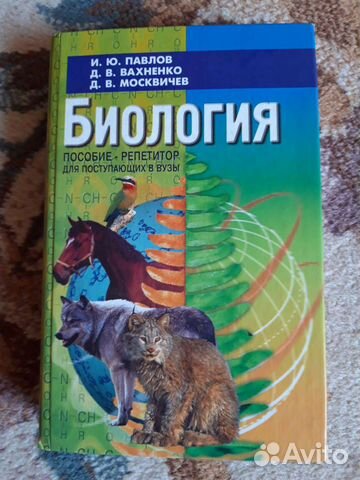 И. Ю. ПАВЛОВ
Д. В. ВАХНЕНКО
Д. В. МОСКВИЧЕВ
БИОЛОГИЯ
ПОСОБИЕ - РЕПЕТИТОР
ДЛЯ ПОСТУПАЮЩИХ В ВУЗЫ
Avito